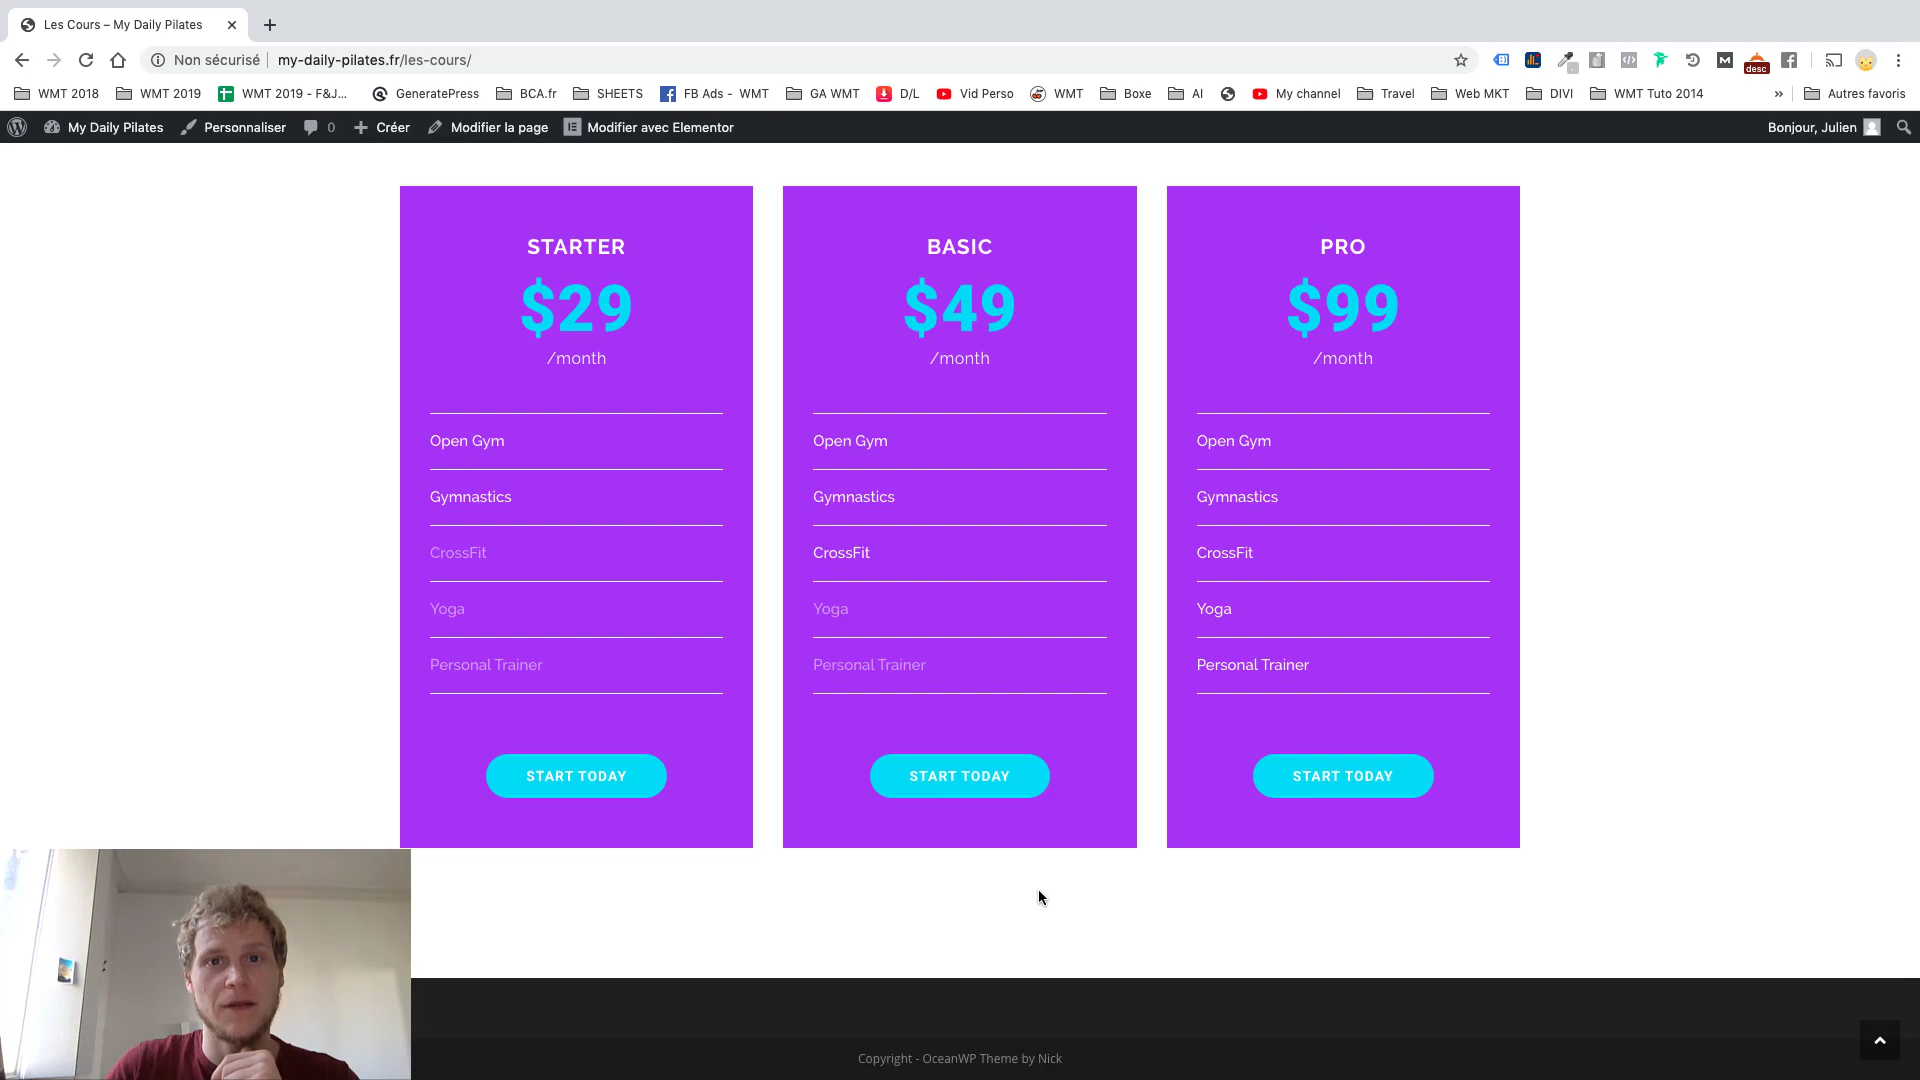 Les Cours – My Daily Pilates
Non sécurisé my-daily-pilates.fr/les-cours/
desc
WMT 2018 WMT 2019 WMT 2019 - F&J... GeneratePress BCA.fr SHEETS FB Ads - WMT GA WMT D/L Vid Perso WMT Boxe AI My channel Travel Web MKT DIVI WMT Tuto 2014 » Autres favoris
My Daily Pilates Personnaliser 0 Créer Modifier la page Modifier avec Elementor Bonjour, Julien
STARTER
$29
/month
Open Gym
Gymnastics
CrossFit
Yoga
Personal Trainer
START TODAY
BASIC
$49
/month
Open Gym
Gymnastics
CrossFit
Yoga
Personal Trainer
START TODAY
PRO
$99
/month
Open Gym
Gymnastics
CrossFit
Yoga
Personal Trainer
START TODAY
Copyright - OceanWP Theme by Nick